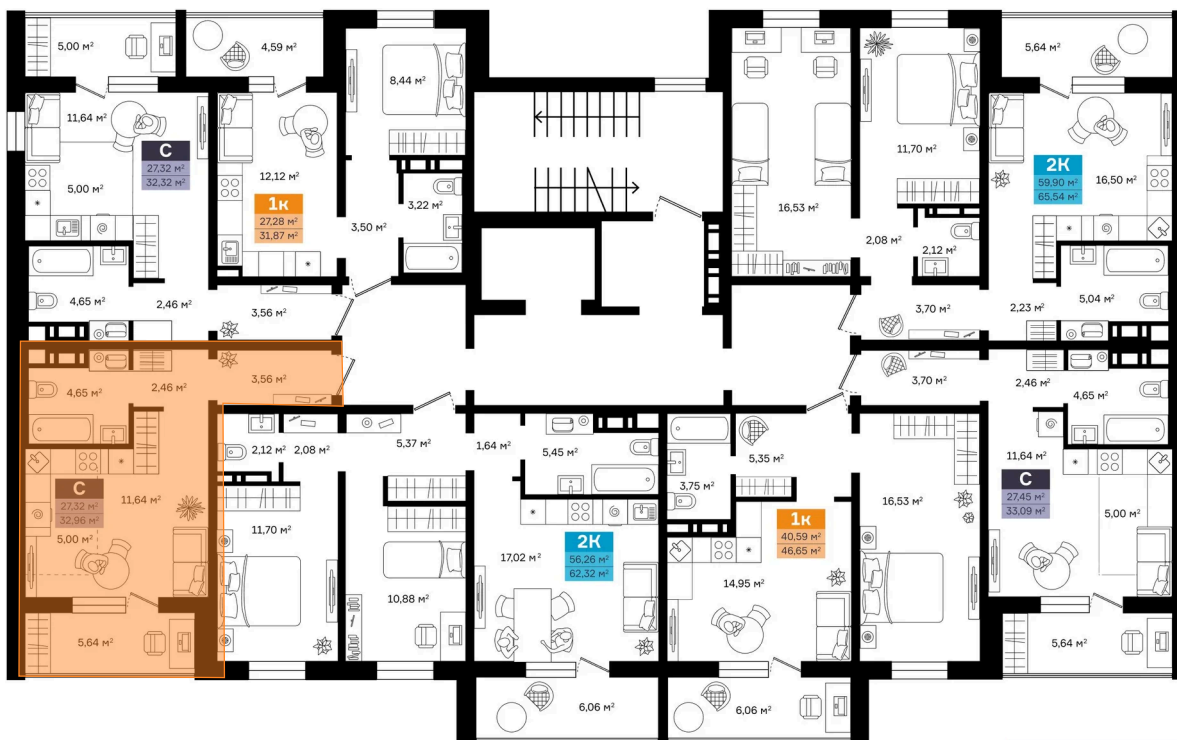 5,00 м²
4,59 м²
8,44 м²
5,64 м²
11,64 м²
С
27,32 м²
32,32 м²
5,00 м²
12,12 м²
1к
27,28 м²
31,87 м²
3,50 м²
3,22 м²
16,53 м²
11,70 м²
2К
59,90 м²
65,54 м²
16,50 м²
2,08 м²
2,12 м²
4,65 м²
2,46 м²
3,56 м²
3,70 м²
2,23 м²
5,04 м²
4,65 м²
2,46 м²
3,56 м²
3,70 м²
2,46 м²
4,65 м²
2,12 м²
2,08 м²
5,37 м²
1,64 м²
5,45 м²
3,75 м²
5,35 м²
С
27,32 м²
32,96 м²
11,64 м²
5,00 м²
11,70 м²
10,88 м²
17,02 м²
2К
56,26 м²
62,32 м²
1к
40,59 м²
46,65 м²
14,95 м²
16,53 м²
11,64 м²
С
27,45 м²
33,09 м²
5,00 м²
5,64 м²
6,06 м²
6,06 м²
5,64 м²